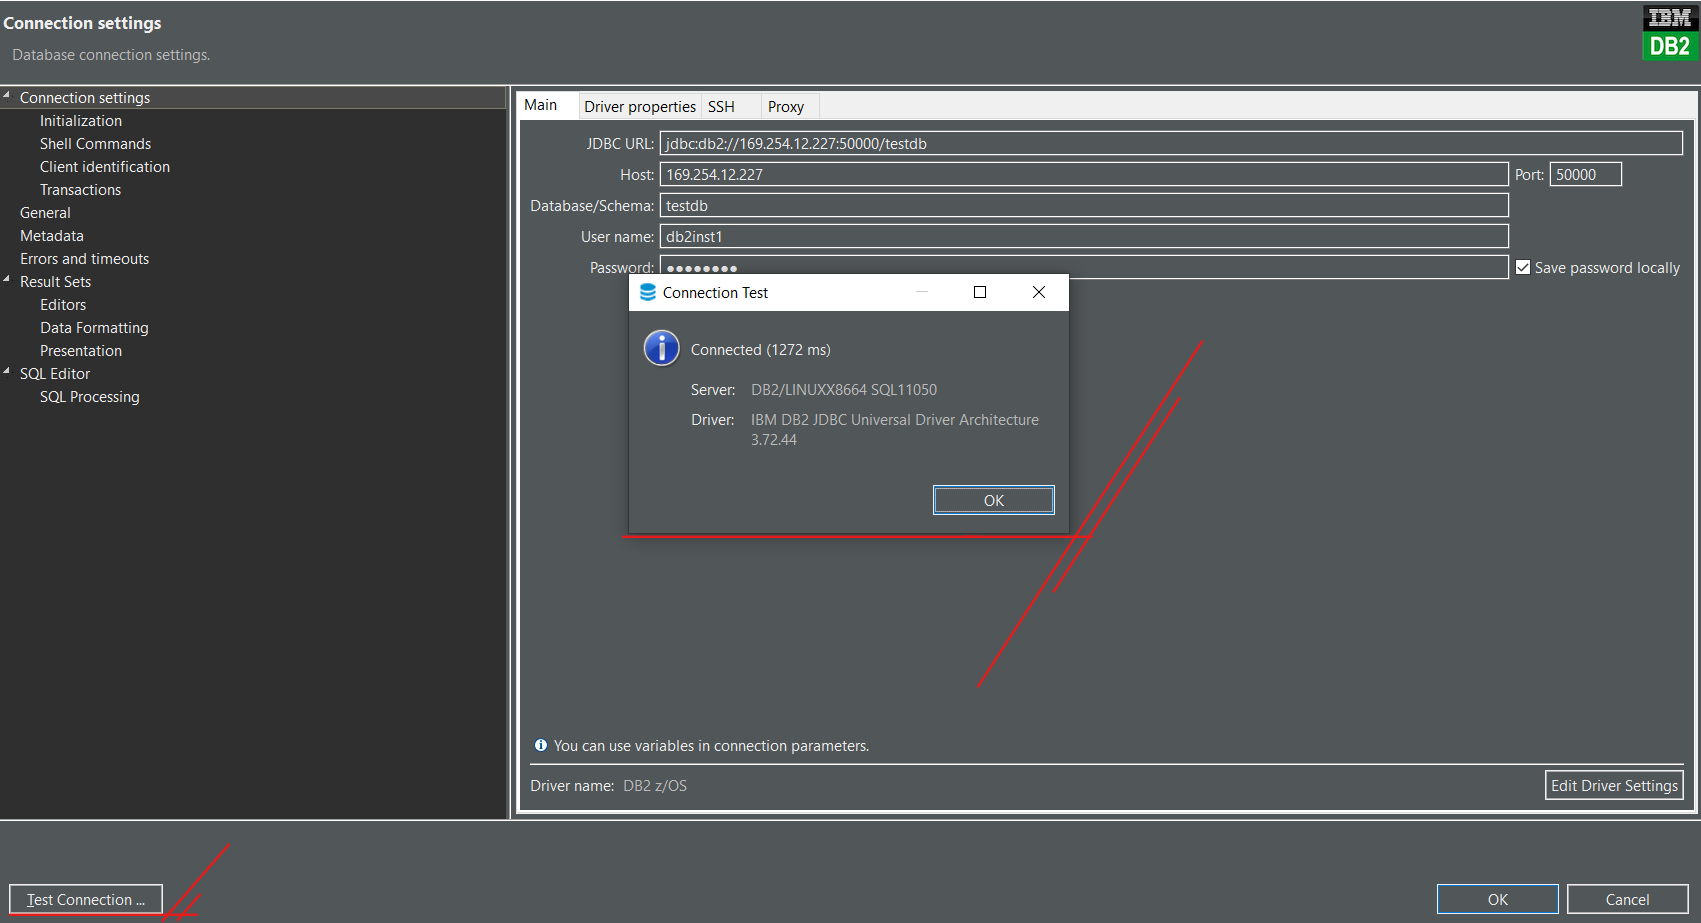 Connection settings
Database connection settings.
IBM
DB2
Connection settings
Initialization
Shell Commands
Client identification
Transactions
General
Metadata
Errors and timeouts
Result Sets
Editors
Data Formatting
Presentation
SQL Editor
SQL Processing
Main Driver properties SSH Proxy
JDBC URL: jdbc:db2://169.254.12.227:50000/testdb
Host: 169.254.12.227 Port: 50000
Database/Schema: testdb
User name: db2inst1
Password: ●●●●●●●● Save password locally
Connection Test
Connected (1272 ms)
Server: DB2/LINUXX8664 SQL11050
Driver: IBM DB2 JDBC Universal Driver Architecture
3.72.44
OK
You can use variables in connection parameters.
Driver name: DB2 z/OS Edit Driver Settings
Test Connection ... OK Cancel